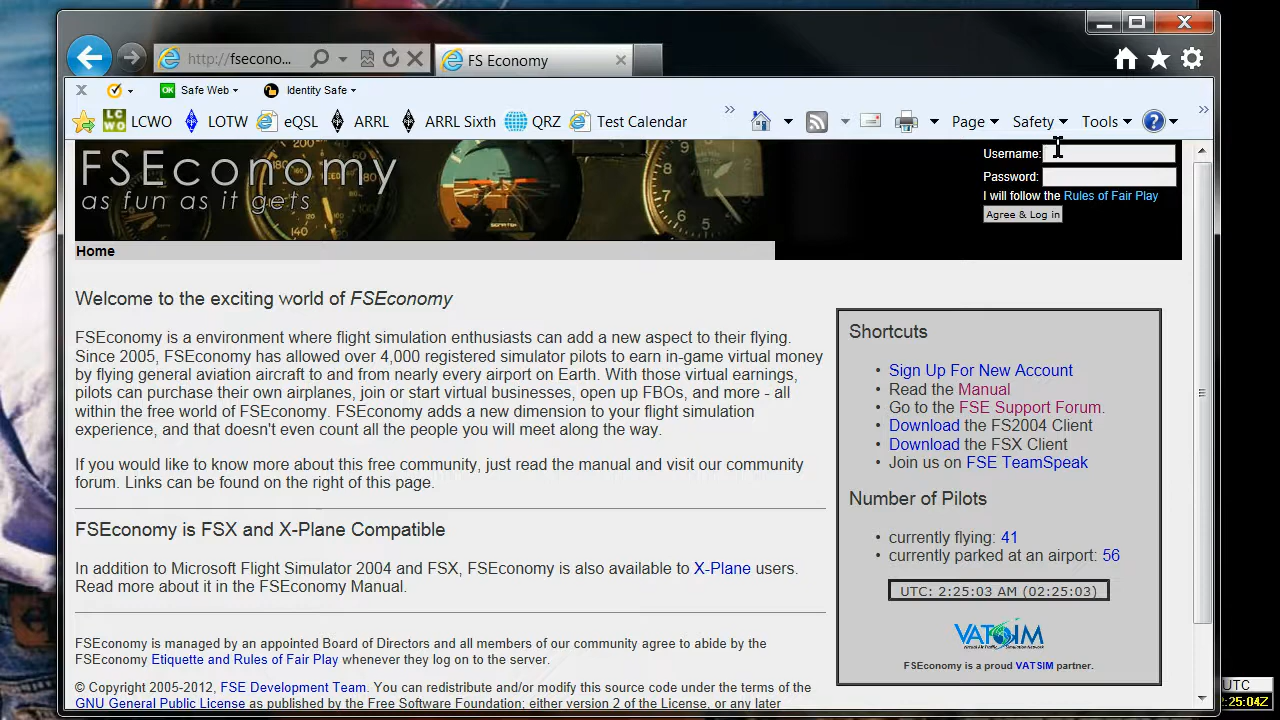 http://fsecono...
FS Economy
Safe Web
Identity Safe
LCWO
LOTW
eQSL
ARRL
ARRL Sixth
QRZ
Test Calendar
Page
Safety
Tools
FSEconomy
as fun as it gets
Username:
Password:
I will follow the Rules of Fair Play
Agree & Log in
Home
Welcome to the exciting world of FSEconomy
FSEconomy is a environment where flight simulation enthusiasts can add a new aspect to their flying.
Since 2005, FSEconomy has allowed over 4,000 registered simulator pilots to earn in-game virtual money
by flying general aviation aircraft to and from nearly every airport on Earth. With those virtual earnings,
pilots can purchase their own airplanes, join or start virtual businesses, open up FBOs, and more - all
within the free world of FSEconomy. FSEconomy adds a new dimension to your flight simulation
experience, and that doesn't even count all the people you will meet along the way.
If you would like to know more about this free community, just read the manual and visit our community
forum. Links can be found on the right of this page.
FSEconomy is FSX and X-Plane Compatible
In addition to Microsoft Flight Simulator 2004 and FSX, FSEconomy is also available to X-Plane users.
Read more about it in the FSEconomy Manual.
FSEconomy is managed by an appointed Board of Directors and all members of our community agree to abide by the
FSEconomy Etiquette and Rules of Fair Play whenever they log on to the server.
© Copyright 2005-2012, FSE Development Team. You can redistribute and/or modify this source code under the terms of the
GNU General Public License as published by the Free Software Foundation; either version 2 of the License, or any later
Shortcuts
• Sign Up For New Account
• Read the Manual
• Go to the FSE Support Forum.
• Download the FS2004 Client
• Download the FSX Client
• Join us on FSE TeamSpeak
Number of Pilots
• currently flying: 41
• currently parked at an airport: 56
UTC: 2:25:03 AM (02:25:03)
VATSIM
FSEconomy is a proud VATSIM partner.
UTC
2:25:04Z